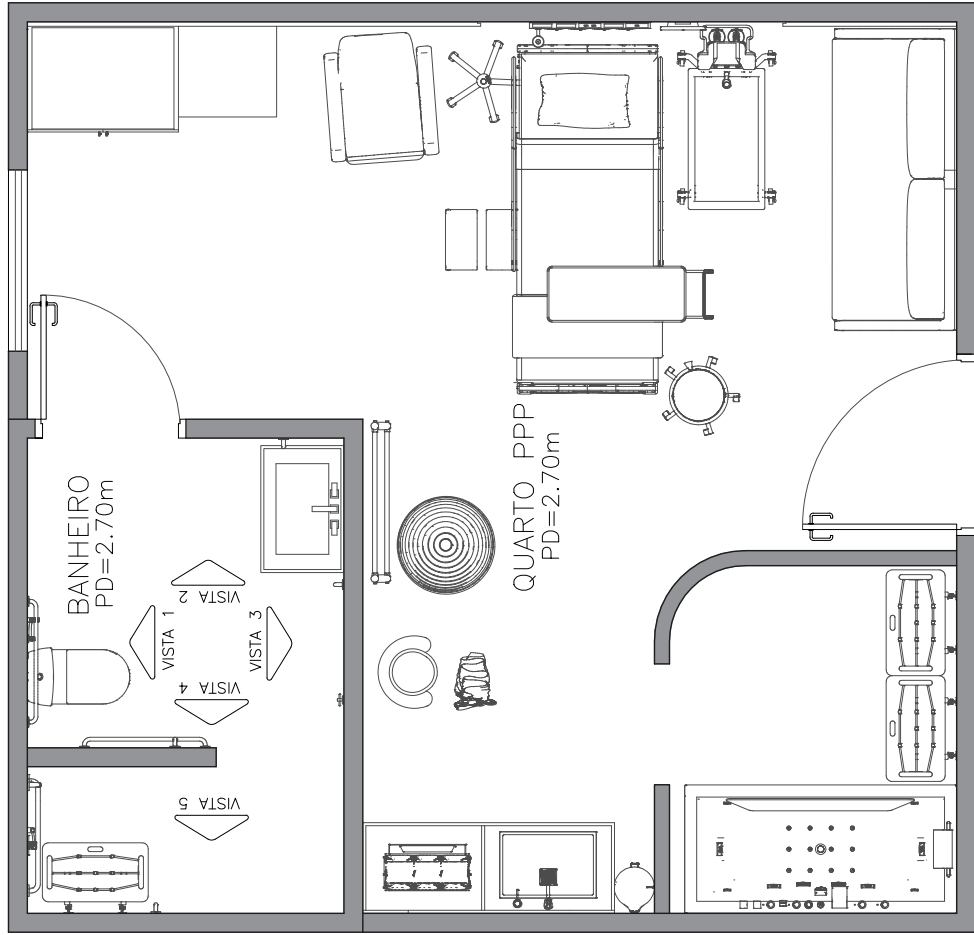 BANHEIRO
PD=2.70m
QUARTO PPP
PD=2.70m
VISTA 2
VISTA 1
VISTA 3
VISTA 4
VISTA 5